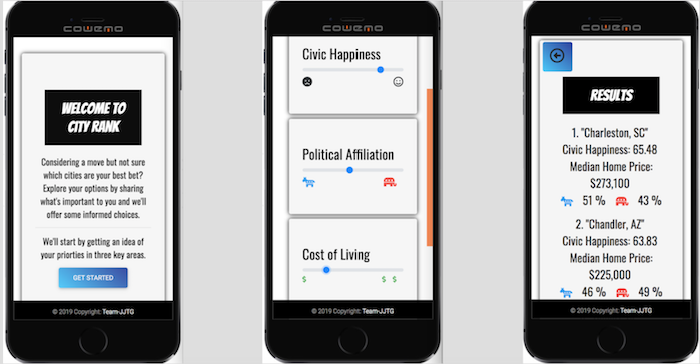 COWEMO
WELCOME TO
CITY RANK
Considering a move but not sure
which cities are your best bet?
Explore your options by sharing
what's important to you and we'll
offer some informed choices.
We'll start by getting an idea of
your priorties in three key areas.
GET STARTED
© 2019 Copyright: Team-JJTG
COWEMO
Civic Happiness
Political Affiliation
Cost of Living
$
$ $
© 2019 Copyright: Team-JJTG
COWEMO
RESULTS
1. "Charleston, SC"
Civic Happiness: 65.48
Median Home Price:
$273,100
51 % 43 %
2. "Chandler, AZ"
Civic Happiness: 63.83
Median Home Price:
$225,000
46 % 49 %
© 2019 Copyright: Team-JJTG